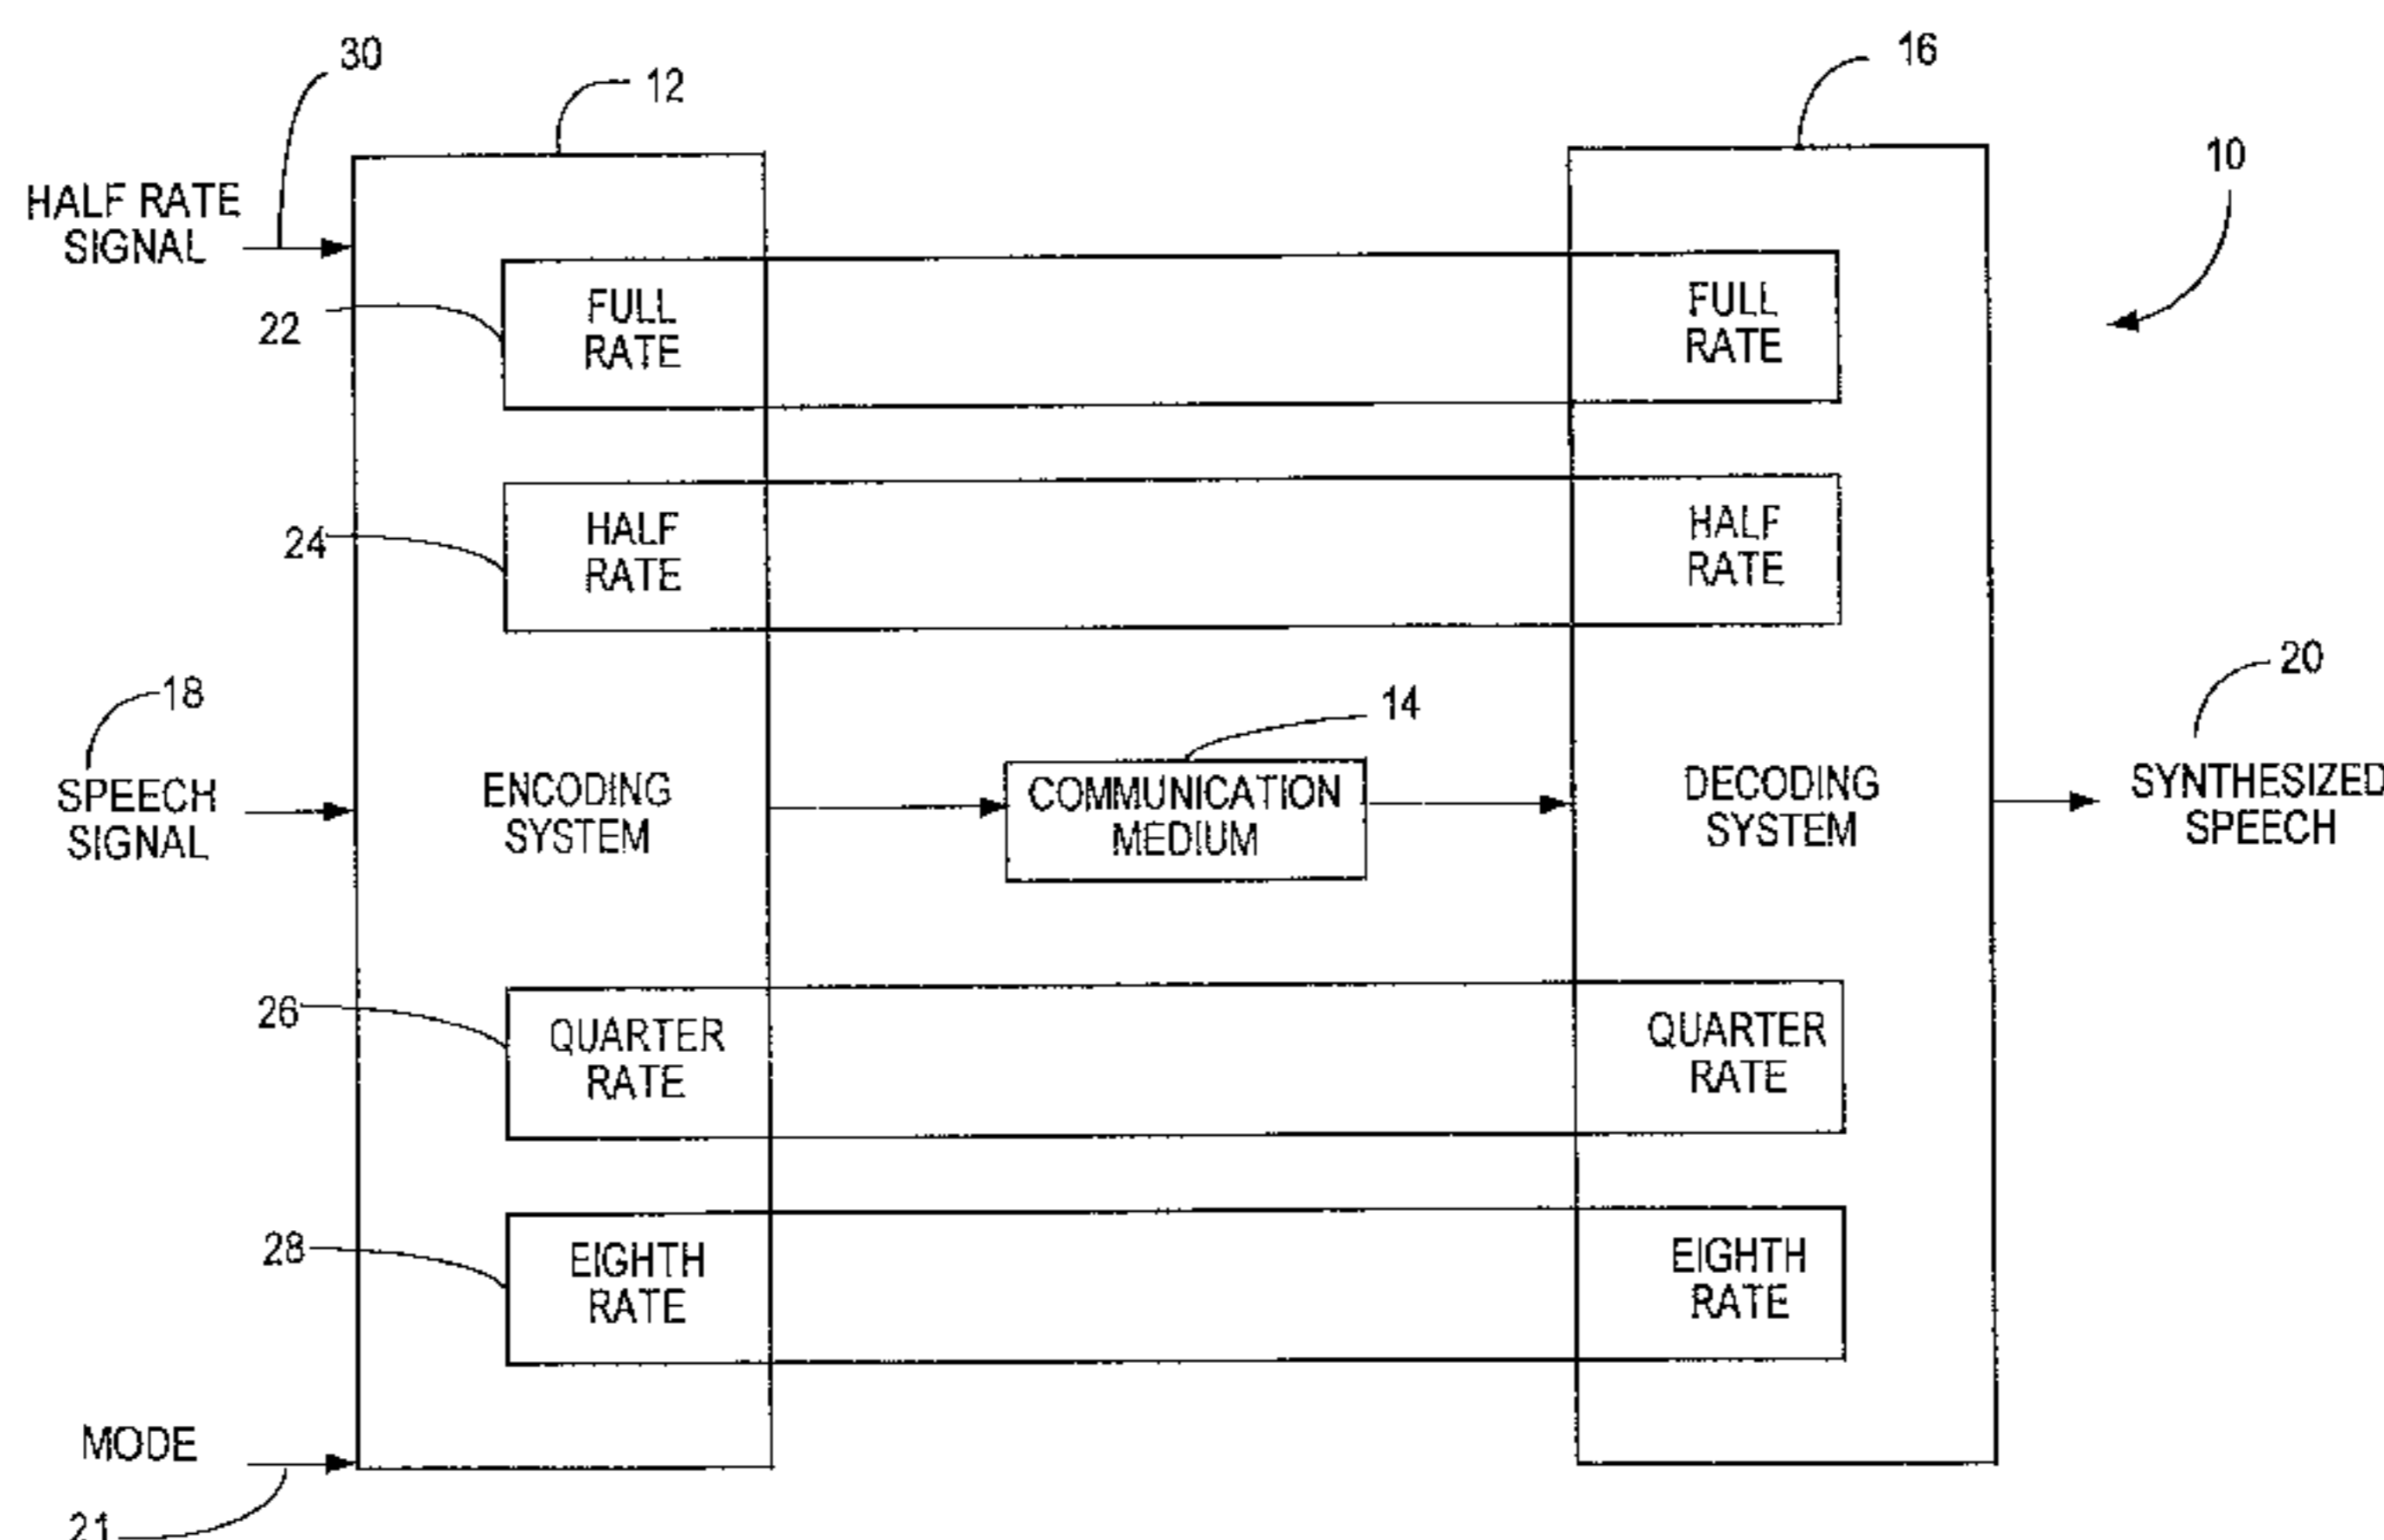 30
12
16
10
HALF RATE
SIGNAL
22
FULL
RATE
FULL
RATE
24
HALF
RATE
HALF
RATE
18
14
20
SPEECH
SIGNAL
ENCODING
SYSTEM
COMMUNICATION
MEDIUM
DECODING
SYSTEM
SYNTHESIZED
SPEECH
26
QUARTER
RATE
QUARTER
RATE
28
EIGHTH
RATE
EIGHTH
RATE
MODE
21